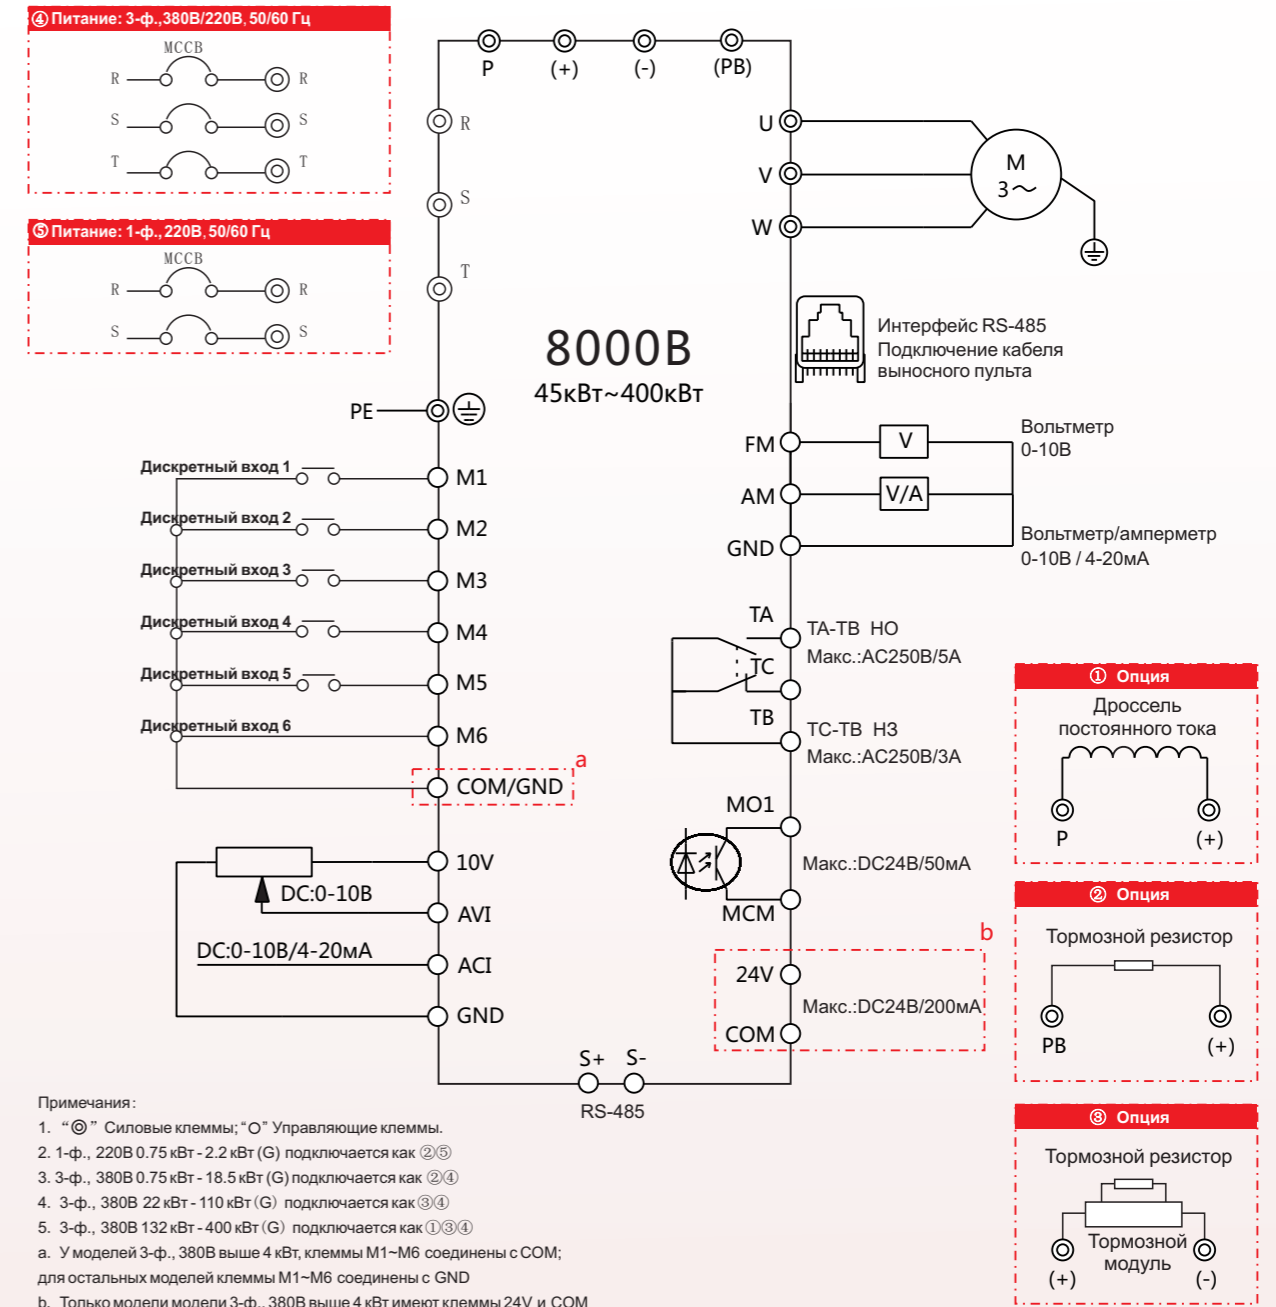 ④ Питание: 3-ф.,380В/220В, 50/60 Гц
MCCB
R R
S S
T T
⑤ Питание: 1-ф., 220В, 50/60 Гц
MCCB
R R
S S
P (+) (-) (PB)
R
S
T
U
V
W
M
3~
8000B
45кВт~400кВт
Интерфейс RS-485
Подключение кабеля
выносного пульта
PE
Дискретный вход 1 M1
Дискретный вход 2 M2
Дискретный вход 3 M3
Дискретный вход 4 M4
Дискретный вход 5 M5
Дискретный вход 6 M6
COM/GND
a
10V
DC:0-10В
AVI
DC:0-10В/4-20мА
ACI
GND
FM V Вольтметр
0-10В
AM V/A
GND
Вольтметр/амперметр
0-10В / 4-20мА
TA
TA-TB НО
Макс.:AC250В/5А
TC
TB
TC-TB НЗ
Макс.:AC250В/3А
MO1
Макс.:DC24В/50мА
MCM
b
24V
Макс.:DC24В/200мА
COM
S+ S-
RS-485
① Опция
Дроссель
постоянного тока
P (+)
② Опция
Тормозной резистор
PB (+)
③ Опция
Тормозной резистор
Тормозной
модуль
(+) (-)
Примечания:
1. “◎” Силовые клеммы; “○” Управляющие клеммы.
2. 1-ф., 220В 0.75 кВт - 2.2 кВт (G) подключается как ②⑤
3. 3-ф., 380В 0.75 кВт - 18.5 кВт (G) подключается как ②④
4. 3-ф., 380В 22 кВт - 110 кВт (G) подключается как ③④
5. 3-ф., 380В 132 кВт - 400 кВт (G) подключается как ①③④
a. У моделей 3-ф., 380В выше 4 кВт, клеммы M1~M6 соединены с COM;
для остальных моделей клеммы M1~M6 соединены с GND
b. Только модели модели 3-ф., 380В выше 4 кВт имеют клеммы 24V и COM